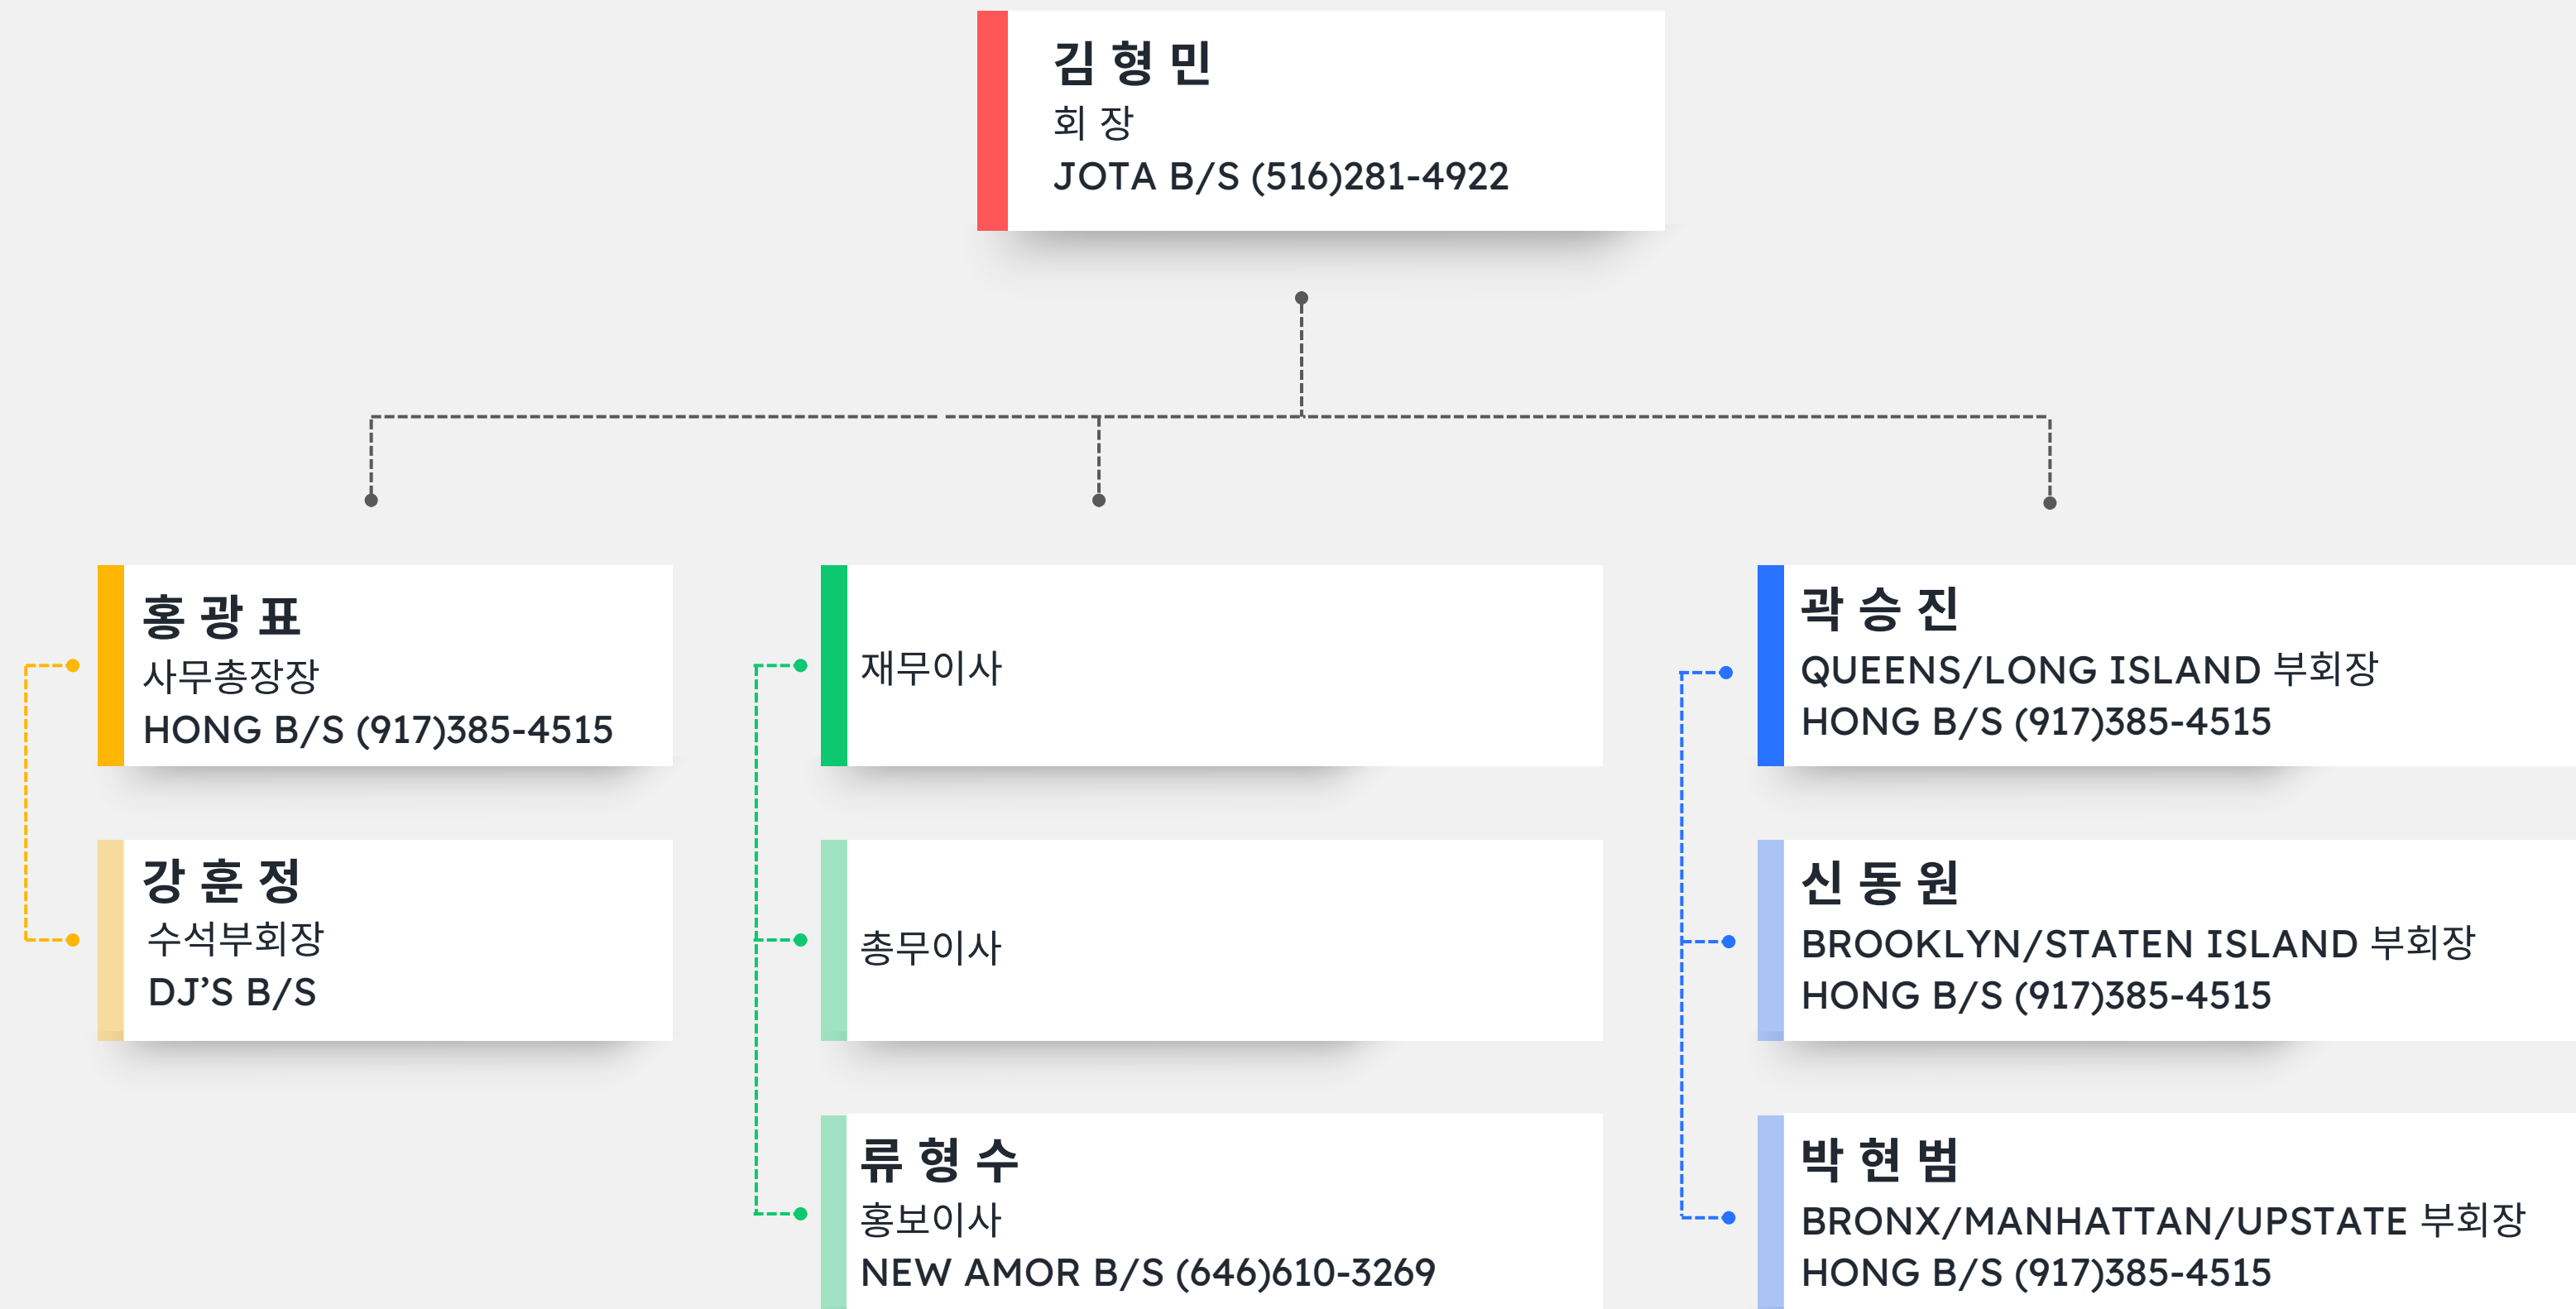 김 형 민
회 장
JOTA B/S (516)281-4922
홍 광 표
사무총장장
HONG B/S (917)385-4515
강 훈 정
수석부회장
DJ’S B/S
재무이사
총무이사
류 형 수
홍보이사
NEW AMOR B/S (646)610-3269
곽 승 진
QUEENS/LONG ISLAND 부회장
HONG B/S (917)385-4515
신 동 원
BROOKLYN/STATEN ISLAND 부회장
HONG B/S (917)385-4515
박 현 범
BRONX/MANHATTAN/UPSTATE 부회장
HONG B/S (917)385-4515